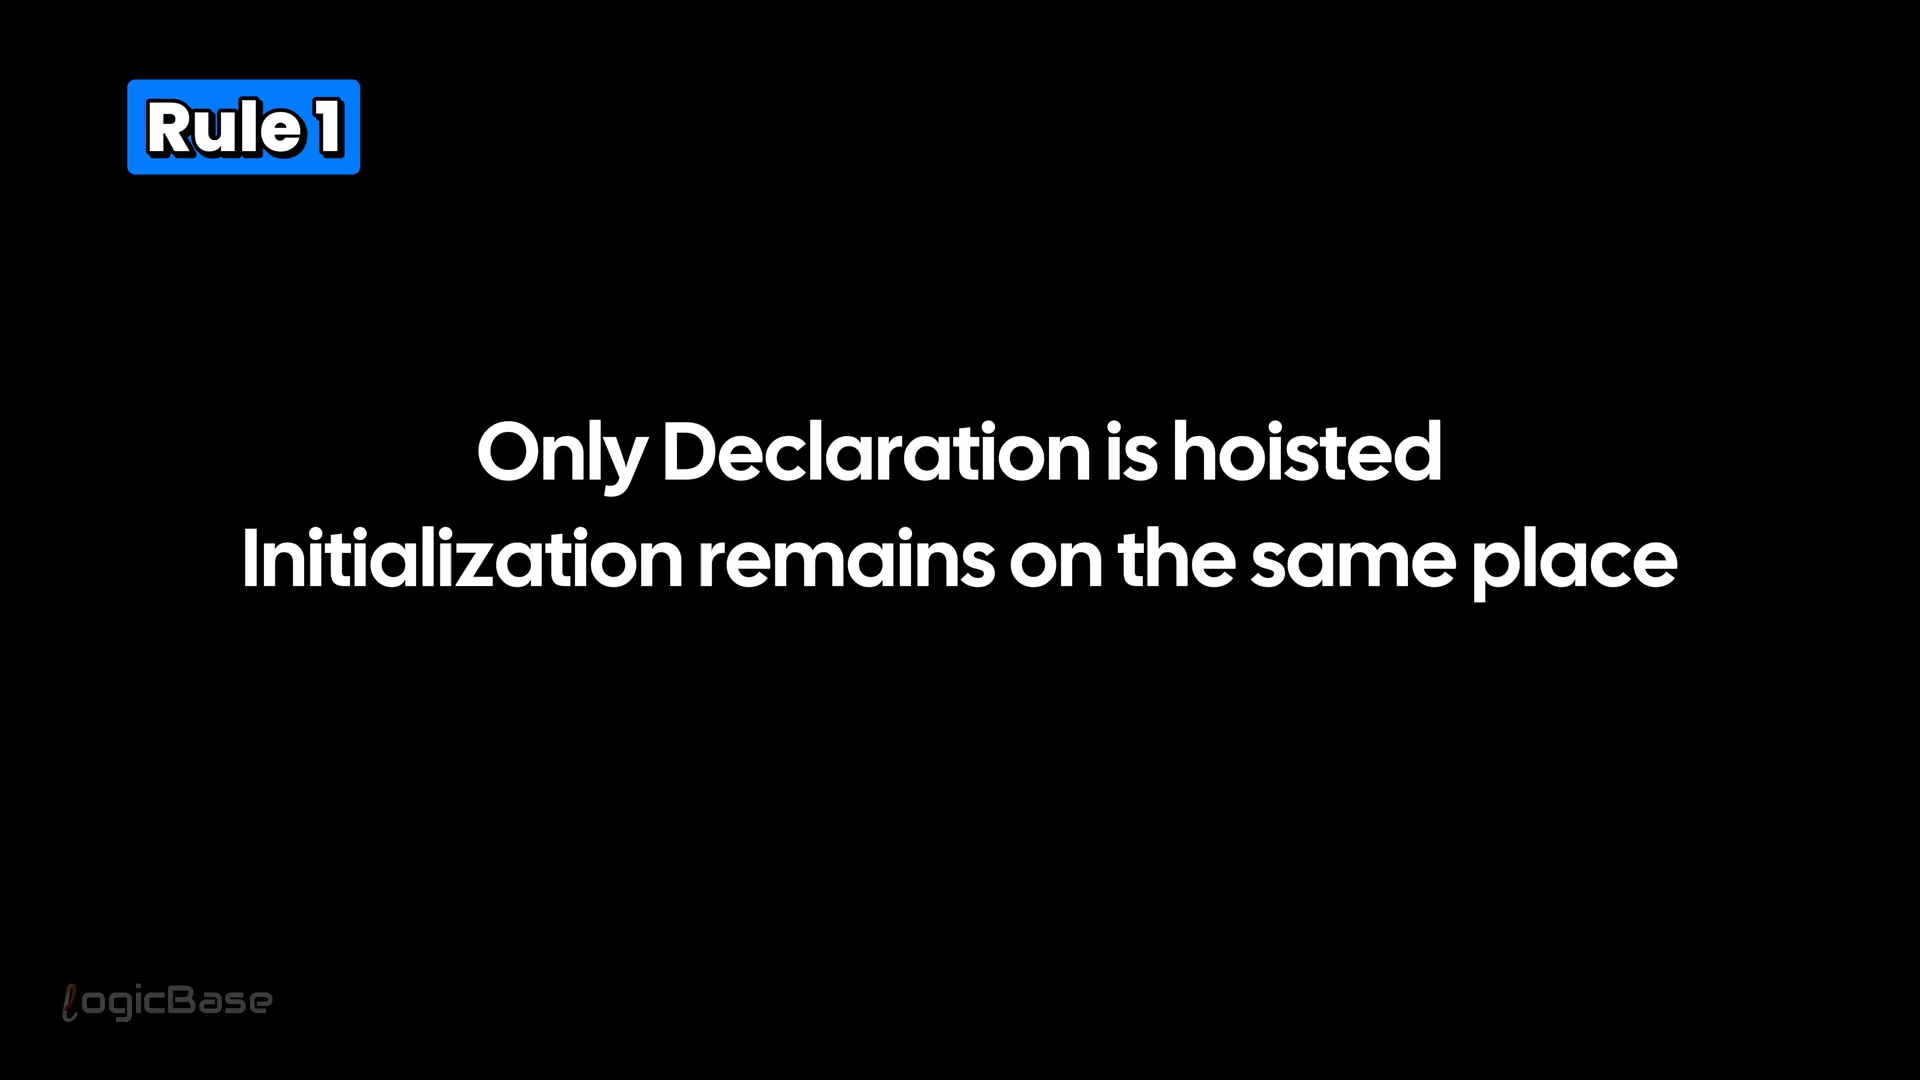 Rule 1
Only Declaration is hoisted
Initialization remains on the same place
logicBase